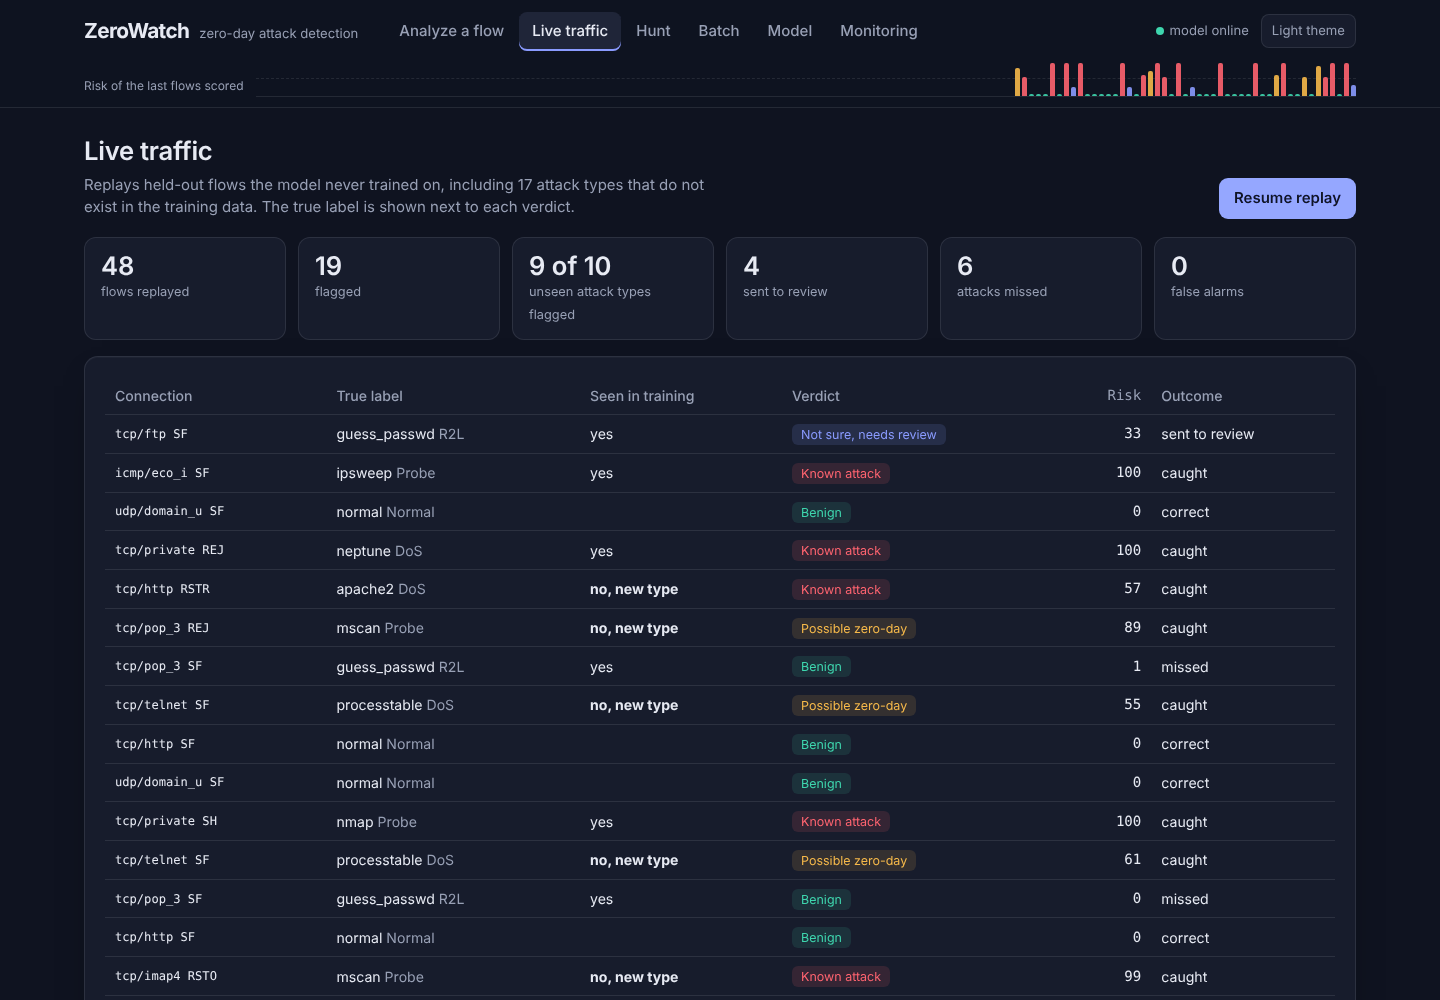 ZeroWatch zero-day attack detection Analyze a flow Live traffic Hunt Batch Model Monitoring model online Light theme
Risk of the last flows scored
Live traffic
Replays held-out flows the model never trained on, including 17 attack types that do not
exist in the training data. The true label is shown next to each verdict.
Resume replay
48
flows replayed
19
flagged
9 of 10
unseen attack types
flagged
4
sent to review
6
attacks missed
0
false alarms
Connection True label Seen in training Verdict Risk Outcome
tcp/ftp SF guess_passwd R2L yes Not sure, needs review 33 sent to review
icmp/eco_i SF ipsweep Probe yes Known attack 100 caught
udp/domain_u SF normal Normal Benign 0 correct
tcp/private REJ neptune DoS yes Known attack 100 caught
tcp/http RSTR apache2 DoS no, new type Known attack 57 caught
tcp/pop_3 REJ mscan Probe no, new type Possible zero-day 89 caught
tcp/pop_3 SF guess_passwd R2L yes Benign 1 missed
tcp/telnet SF processtable DoS no, new type Possible zero-day 55 caught
tcp/http SF normal Normal Benign 0 correct
udp/domain_u SF normal Normal Benign 0 correct
tcp/private SH nmap Probe yes Known attack 100 caught
tcp/telnet SF processtable DoS no, new type Possible zero-day 61 caught
tcp/pop_3 SF guess_passwd R2L yes Benign 0 missed
tcp/http SF normal Normal Benign 0 correct
tcp/imap4 RSTO mscan Probe no, new type Known attack 99 caught